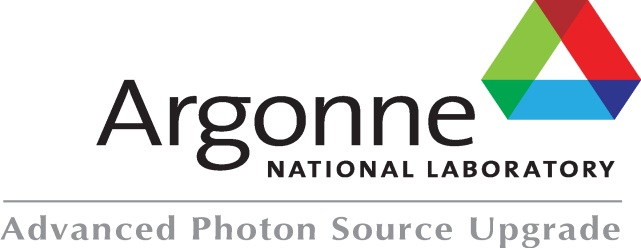 Argonne
NATIONAL LABORATORY
Advanced Photon Source Upgrade